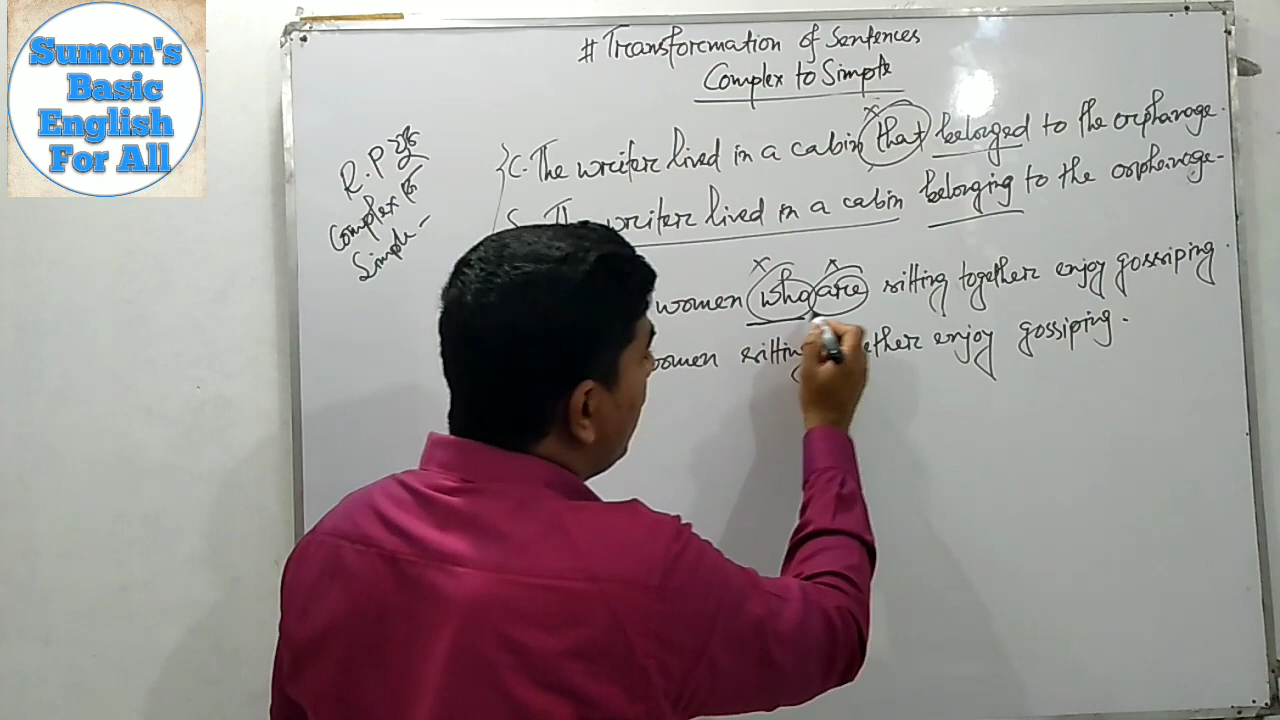 Sumon's
Basic
English
For All
# Transformation of Sentences
Complex to Simple
R.P যুক্ত
Complex কে
Simple -
C. The writer lived in a cabin that belonged to the orphanage.
S. The writer lived in a cabin belonging to the orphanage.
women who are sitting together enjoy gossiping.
women sitting together enjoy gossiping.